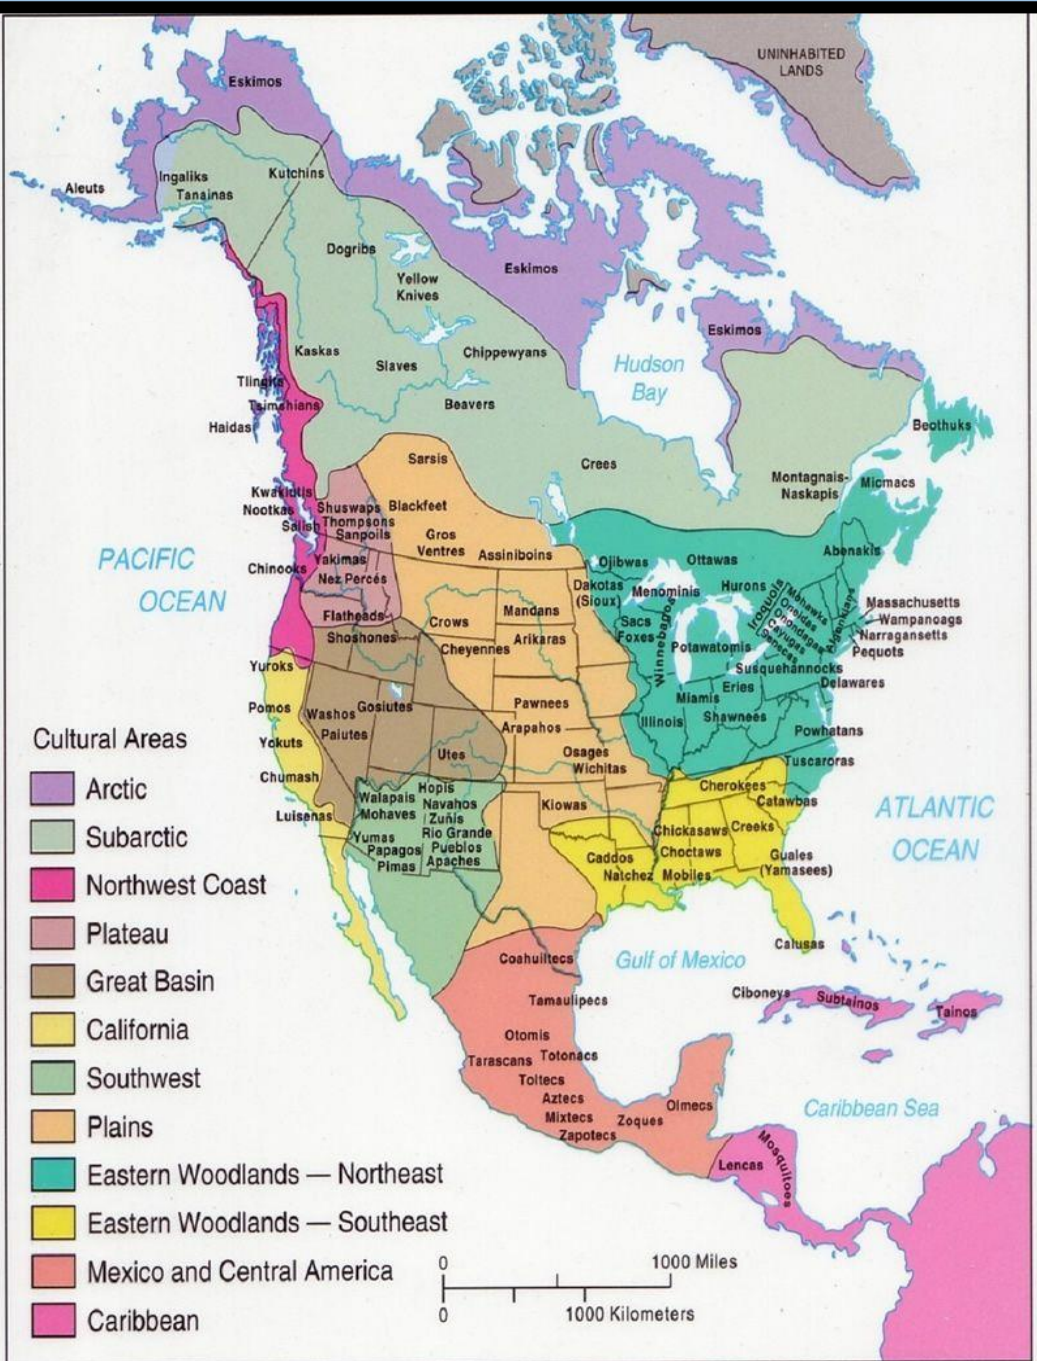 UNINHABITED
LANDS
Eskimos
Aleuts
Ingaliks
Tanainas
Kutchins
Dogribs
Yellow
Knives
Eskimos
Eskimos
Hudson
Bay
Kaskas
Slaves
Chippewyans
Beavers
Tlingits
Tsimshians
Haidas
Beothuks
Sarsis
Crees
Montagnais-
Naskapis
Micmacs
Kwakiutls
Nootkas
Salish
Shuswaps
Thompsons
Sanpoils
Blackfeet
Gros
Ventres
Assiniboins
PACIFIC
OCEAN
Chinooks
Yakimas
Nez Percés
Flatheads
Ojibwas
Ottawas
Abenakis
Dakotas
(Sioux)
Menominis
Hurons
Iroquois
Mohawks
Oneidas
Onondagas
Cayugas
Senecas
Algonkians
Massachusetts
Wampanoags
Narragansetts
Pequots
Crows
Mandans
Arikaras
Sacs
Foxes
Winnebagos
Potawatomis
Susquehannocks
Delawares
Shoshones
Cheyennes
Yuroks
Pomos
Washos
Gosiutes
Paiutes
Pawnees
Arapahos
Miamis
Eries
Illinois
Shawnees
Powhatans
Tuscaroras
Yokuts
Utes
Osages
Wichitas
Chumash
Luisenas
Hopis
Walapais
Navahos
Mohaves
Zuñis
Yumas
Rio Grande
Pueblos
Papagos
Apaches
Pimas
Kiowas
Cherokees
Catawbas
Chickasaws
Creeks
Choctaws
Caddos
Natchez
Mobiles
Guales
(Yamasees)
Calusas
ATLANTIC
OCEAN
Coahuiltecs
Gulf of Mexico
Tamaulipecs
Ciboneys
Subtainos
Tainos
Otomis
Tarascans
Totonacs
Toltecs
Aztecs
Mixtecs
Zapotecs
Zoques
Olmecs
Caribbean Sea
Lencas
Mosquitoes
Cultural Areas
Arctic
Subarctic
Northwest Coast
Plateau
Great Basin
California
Southwest
Plains
Eastern Woodlands — Northeast
Eastern Woodlands — Southeast
Mexico and Central America
Caribbean
0
1000 Miles
0
1000 Kilometers